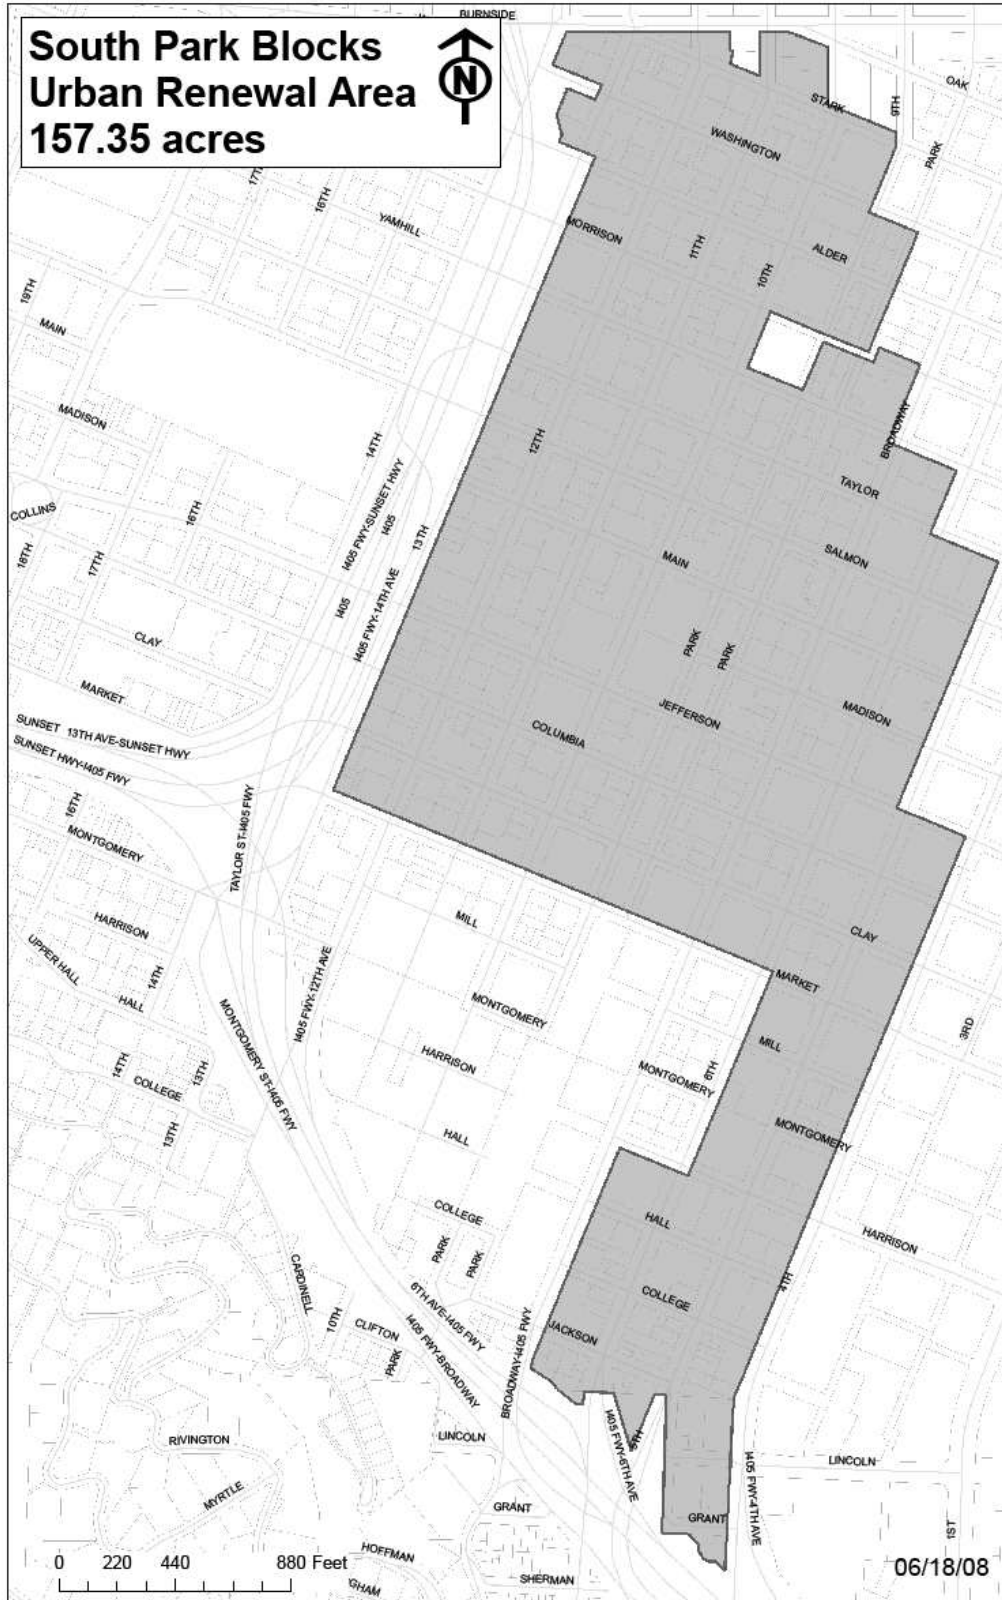 BURNSIDE
South Park Blocks
Urban Renewal Area
157.35 acres
N
OAK
STARK
9TH
WASHINGTON
PARK
17TH
16TH
YAMHILL
MORRISON
11TH
ALDER
10TH
19TH
MAIN
MADISON
14TH
12TH
BROADWAY
TAYLOR
COLLINS
16TH
I405 FWY-SUNSET HWY
I405
13TH
18TH
17TH
MAIN
SALMON
I405
I405 FWY-14TH AVE
CLAY
PARK
PARK
MARKET
JEFFERSON
MADISON
SUNSET 13TH AVE-SUNSET HWY
COLUMBIA
SUNSET HWY-I405 FWY
16TH
TAYLOR ST-I405 FWY
MONTGOMERY
HARRISON
MILL
CLAY
UPPER HALL
14TH
I405 FWY-12TH AVE
MARKET
HALL
MONTGOMERY
3RD
MONTGOMERY ST-I405 FWY
MILL
14TH
13TH
HARRISON
6TH
COLLEGE
MONTGOMERY
13TH
HALL
MONTGOMERY
COLLEGE
HALL
HARRISON
PARK
PARK
CARDINELL
4TH
COLLEGE
10TH
6TH AVE-I405 FWY
CLIFTON
JACKSON
PARK
I405 FWY-BROADWAY
BROADWAY-I405 FWY
RIVINGTON
LINCOLN
5TH
I405 FWY-6TH AVE
LINCOLN
MYRTLE
GRANT
GRANT
I405 FWY-4TH AVE
1ST
HOFFMAN
0 220 440 880 Feet
06/18/08
GHAM
SHERMAN